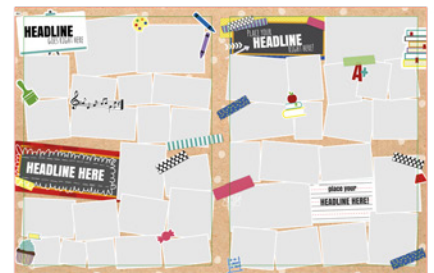 HEADLINE
GOES RIGHT HERE
HEADLINE HERE
PLACE YOUR
HEADLINE
RIGHT HERE!
A+
place your
HEADLINE HERE!